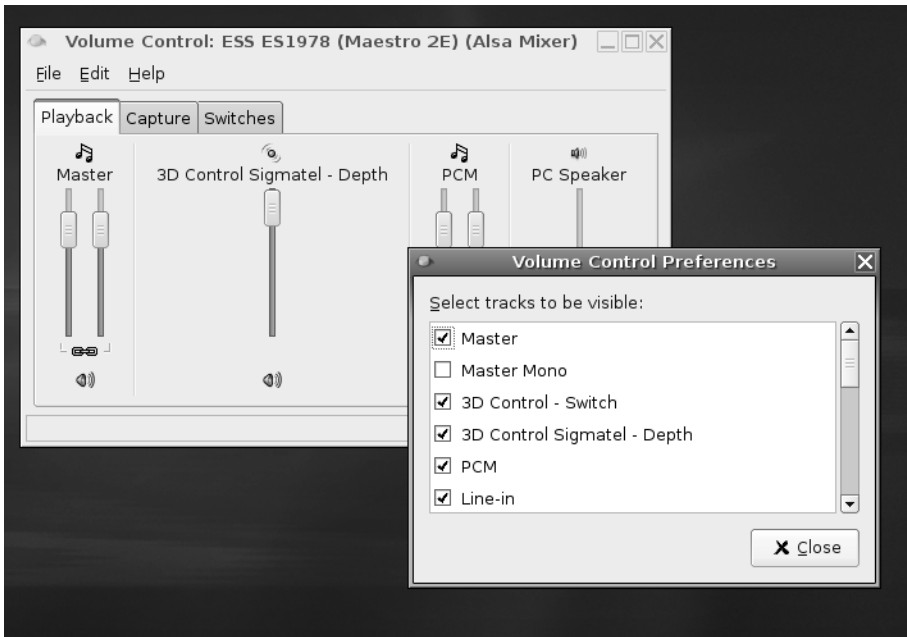 Volume Control: ESS ES1978 (Maestro 2E) (Alsa Mixer)
File Edit Help
Playback Capture Switches
Master 3D Control Sigmatel - Depth PCM PC Speaker
Volume Control Preferences
Select tracks to be visible:
Master
Master Mono
3D Control - Switch
3D Control Sigmatel - Depth
PCM
Line-in
Close